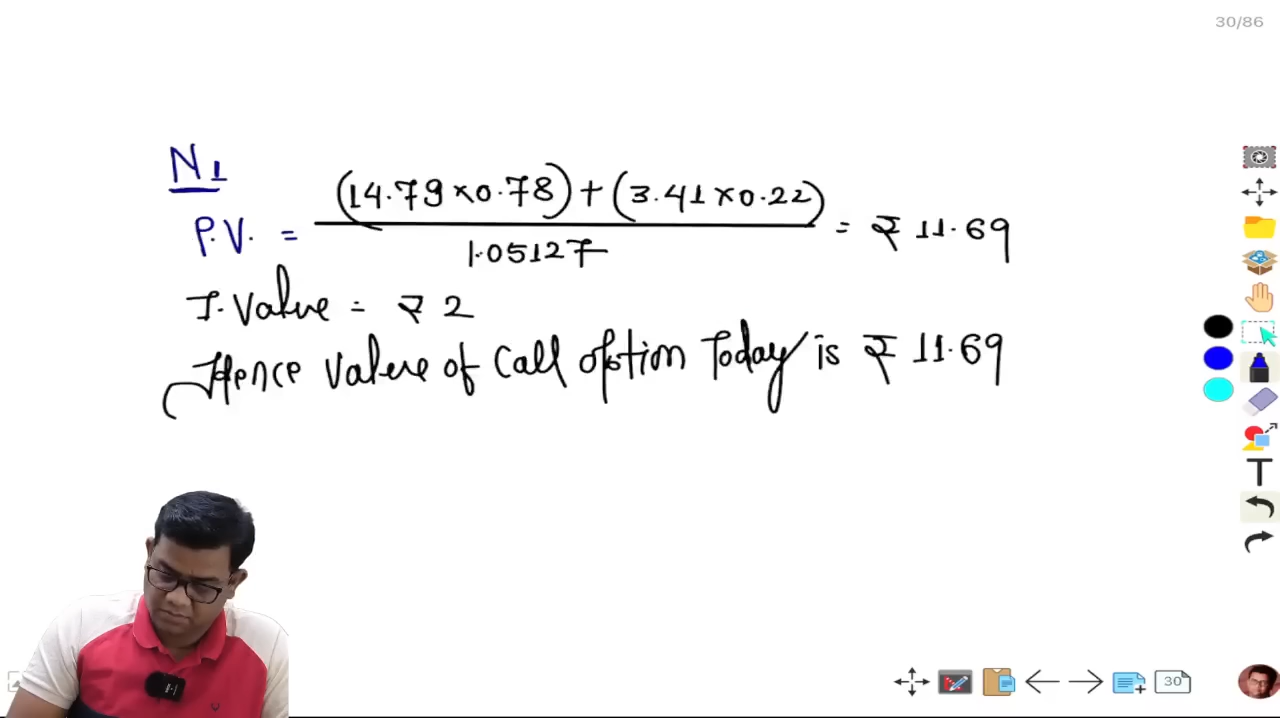 30/86
N1
P.V. = (14.79×0.78)+(3.41×0.22) = ₹ 11.69
1.05127
I.Value = ₹ 2
Hence Value of Call option Today is ₹ 11.69
T
30